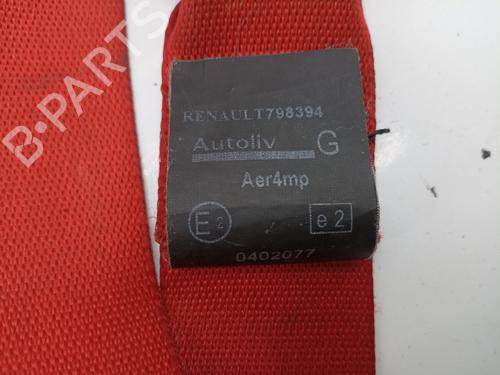 RENAULT798394
Autoliv G
Aer4mp
E2 e2
0402077
B-PARTS